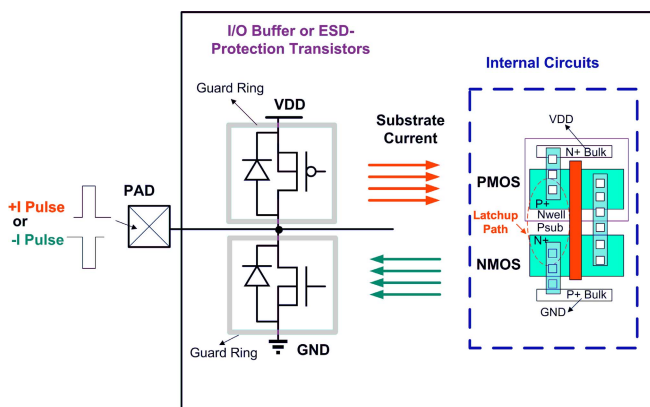 I/O Buffer or ESD-
Protection Transistors
Internal Circuits
Guard Ring
VDD
Substrate
Current
VDD
N+ Bulk
PMOS
P+
Latchup
Path
Nwell
Psub
N+
NMOS
P+ Bulk
GND
PAD
+I Pulse
or
-I Pulse
GND
Guard Ring